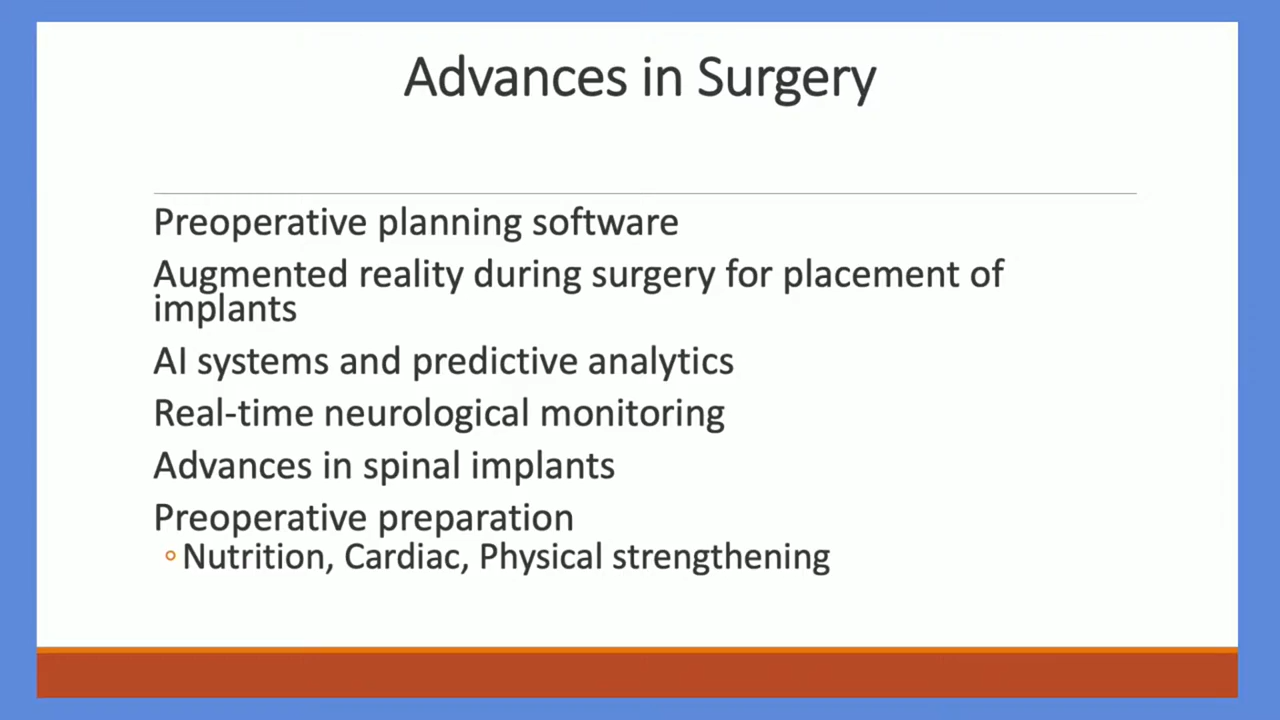 Advances in Surgery
Preoperative planning software
Augmented reality during surgery for placement of
implants
AI systems and predictive analytics
Real-time neurological monitoring
Advances in spinal implants
Preoperative preparation
◦Nutrition, Cardiac, Physical strengthening